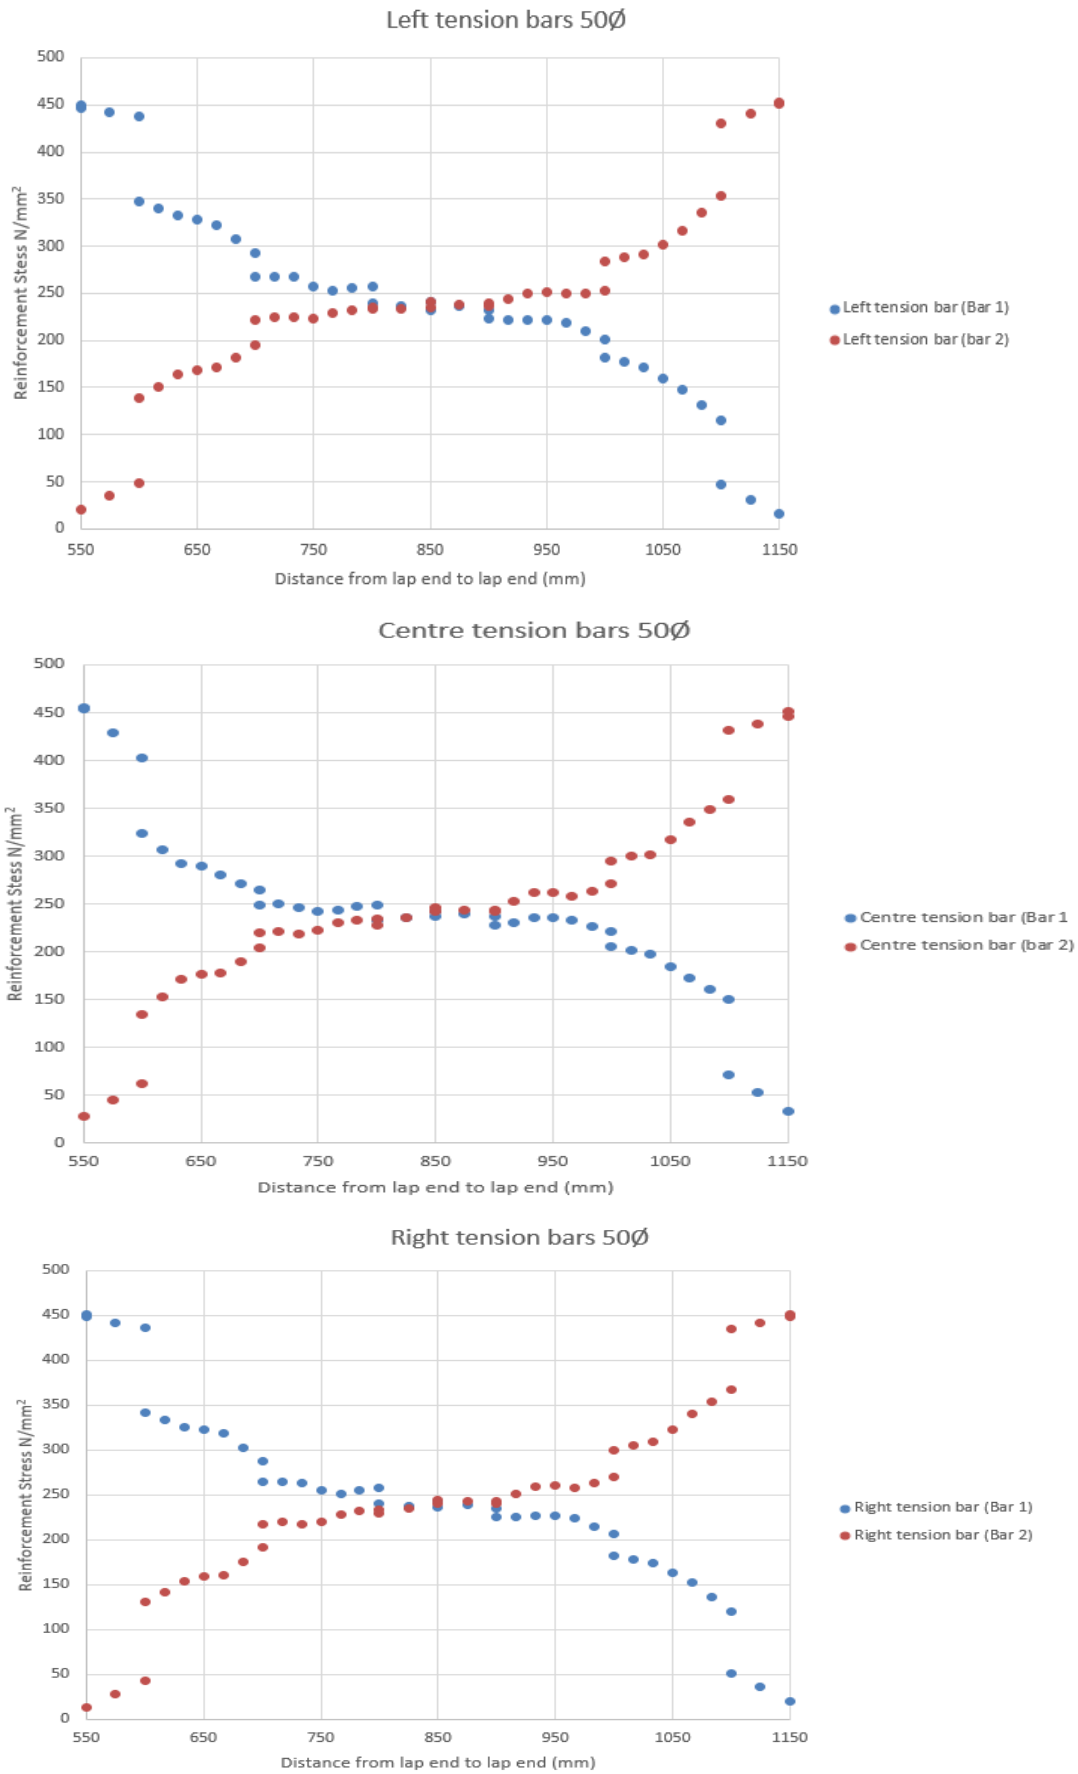 Left tension bars 50Ø
500
450
400
350
300
250
200
150
100
50
0
Reinforcement Stess N/mm²
550 650 750 850 950 1050 1150
Distance from lap end to lap end (mm)
Left tension bar (Bar 1)
Left tension bar (bar 2)
Centre tension bars 50Ø
500
450
400
350
300
250
200
150
100
50
0
Reinforcement Stess N/mm²
550 650 750 850 950 1050 1150
Distance from lap end to lap end (mm)
Centre tension bar (Bar 1
Centre tension bar (bar 2)
Right tension bars 50Ø
500
450
400
350
300
250
200
150
100
50
0
Reinforcement Stress N/mm²
550 650 750 850 950 1050 1150
Distance from lap end to lap end (mm)
Right tension bar (Bar 1)
Right tension bar (Bar 2)